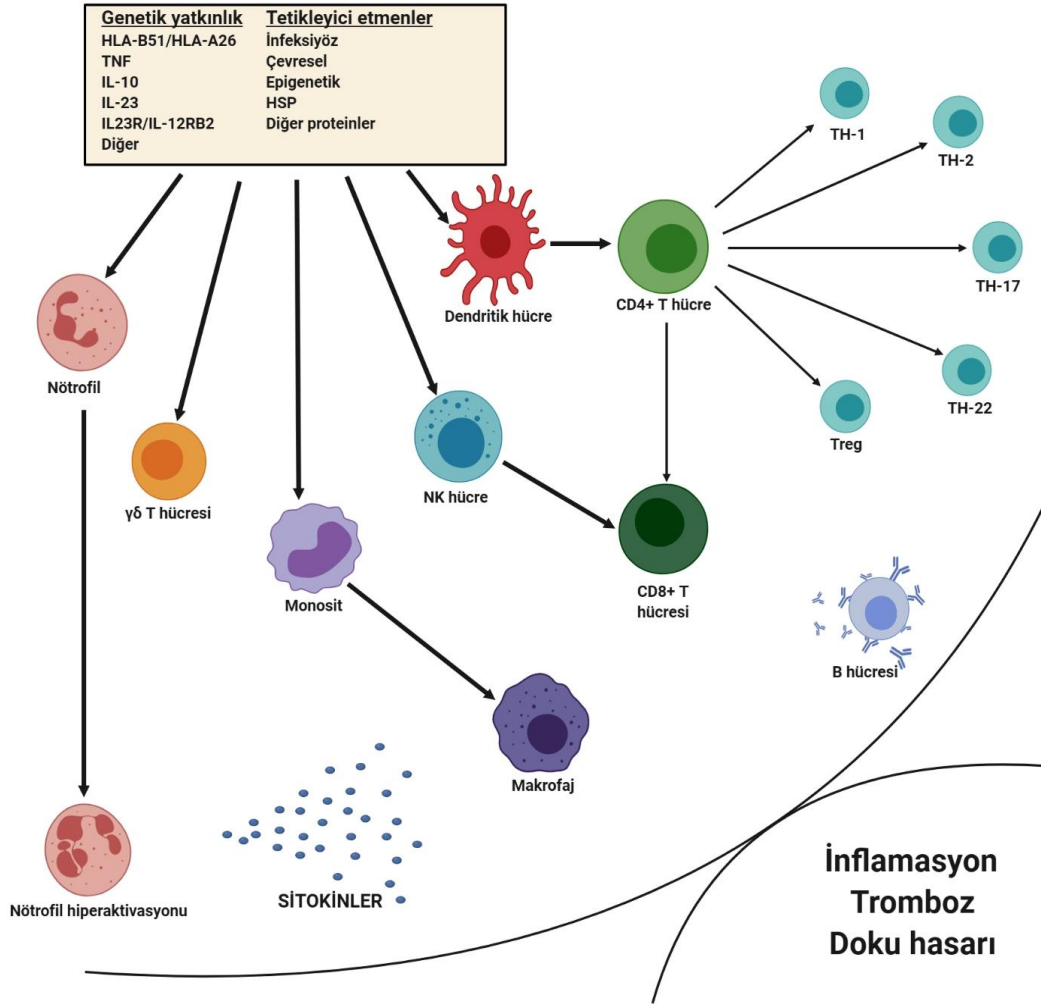 Genetik yatkınlık
HLA-B51/HLA-A26
TNF
IL-10
IL-23
IL23R/IL-12RB2
Diğer
Tetikleyici etmenler
İnfeksiyöz
Çevresel
Epigenetik
HSP
Diğer proteinler
TH-1
TH-2
TH-17
TH-22
Treg
Dendritik hücre
CD4+ T hücre
Nötrofil
γδ T hücresi
NK hücre
Monosit
CD8+ T
hücresi
B hücresi
Makrofaj
SİTOKİNLER
Nötrofil hiperaktivasyonu
İnflamasyon
Tromboz
Doku hasarı